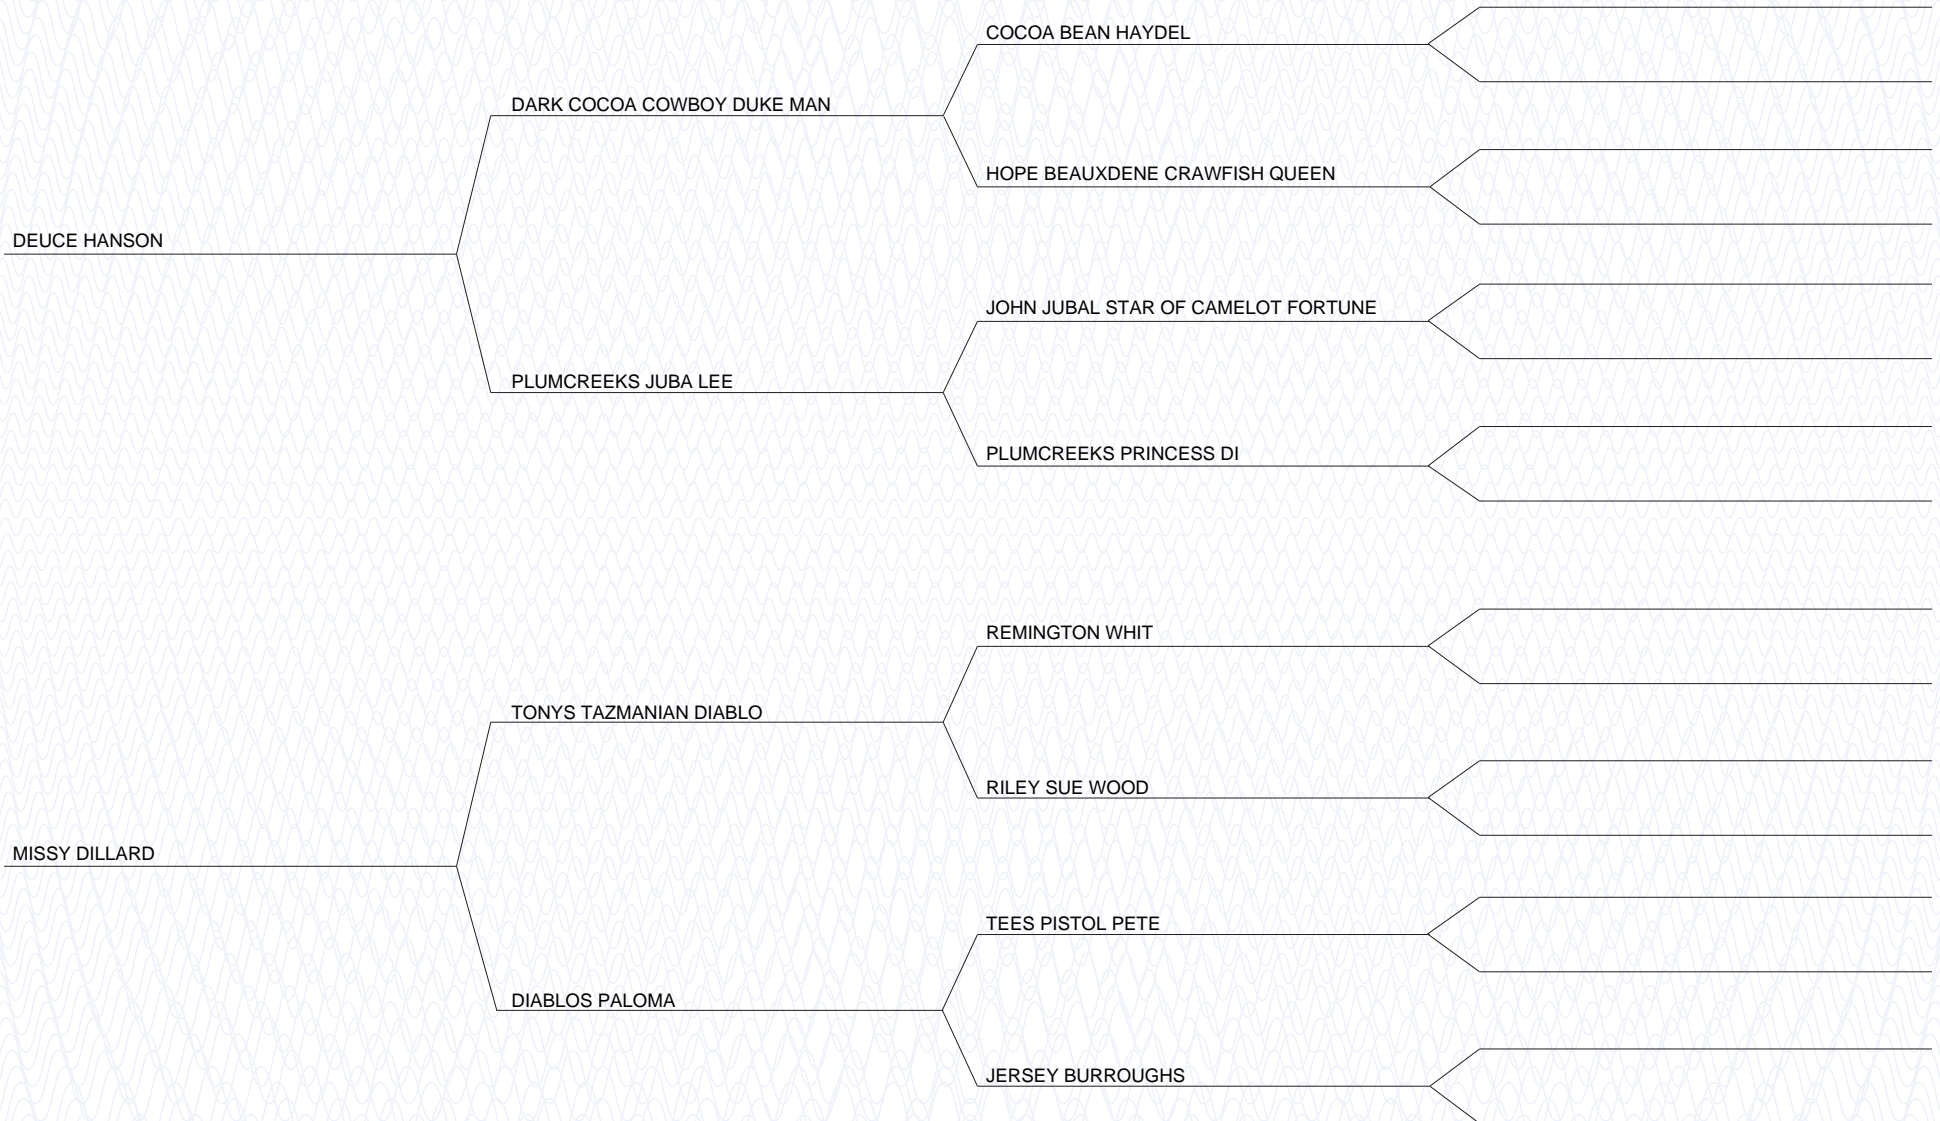 COCOA BEAN HAYDEL
DARK COCOA COWBOY DUKE MAN
HOPE BEAUXDENE CRAWFISH QUEEN
DEUCE HANSON
JOHN JUBAL STAR OF CAMELOT FORTUNE
PLUMCREEKS JUBA LEE
PLUMCREEKS PRINCESS DI
REMINGTON WHIT
TONYS TAZMANIAN DIABLO
RILEY SUE WOOD
MISSY DILLARD
TEES PISTOL PETE
DIABLOS PALOMA
JERSEY BURROUGHS